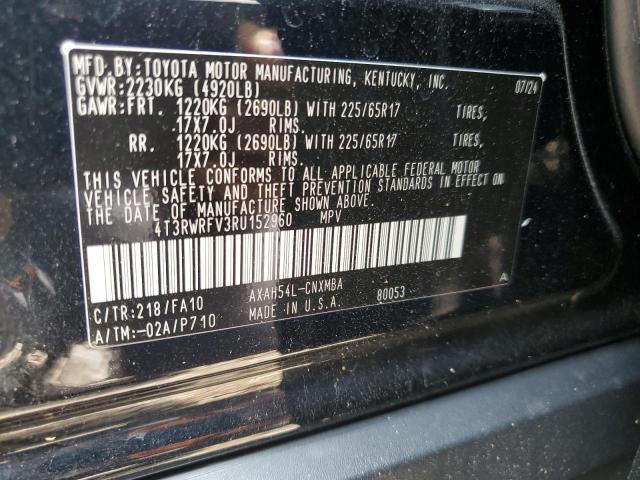 MFD.BY:TOYOTA MOTOR MANUFACTURING, KENTUCKY, INC. 07/24
GVWR:2230KG (4920LB)
GAWR:FRT. 1220KG (2690LB) WITH 225/65R17 TIRES,
17X7.0J RIMS.
RR. 1220KG (2690LB) WITH 225/65R17 TIRES,
17X7.0J RIMS.
THIS VEHICLE CONFORMS TO ALL APPLICABLE FEDERAL MOTOR
VEHICLE SAFETY AND THEFT PREVENTION STANDARDS IN EFFECT ON
THE DATE OF MANUFACTURE SHOWN ABOVE.
4T3RWRFV3RU152960 MPV
C/TR:218/FA10 AXAH54L-CNXMBA
A/TM:-02A/P710 MADE IN U.S.A. 80053